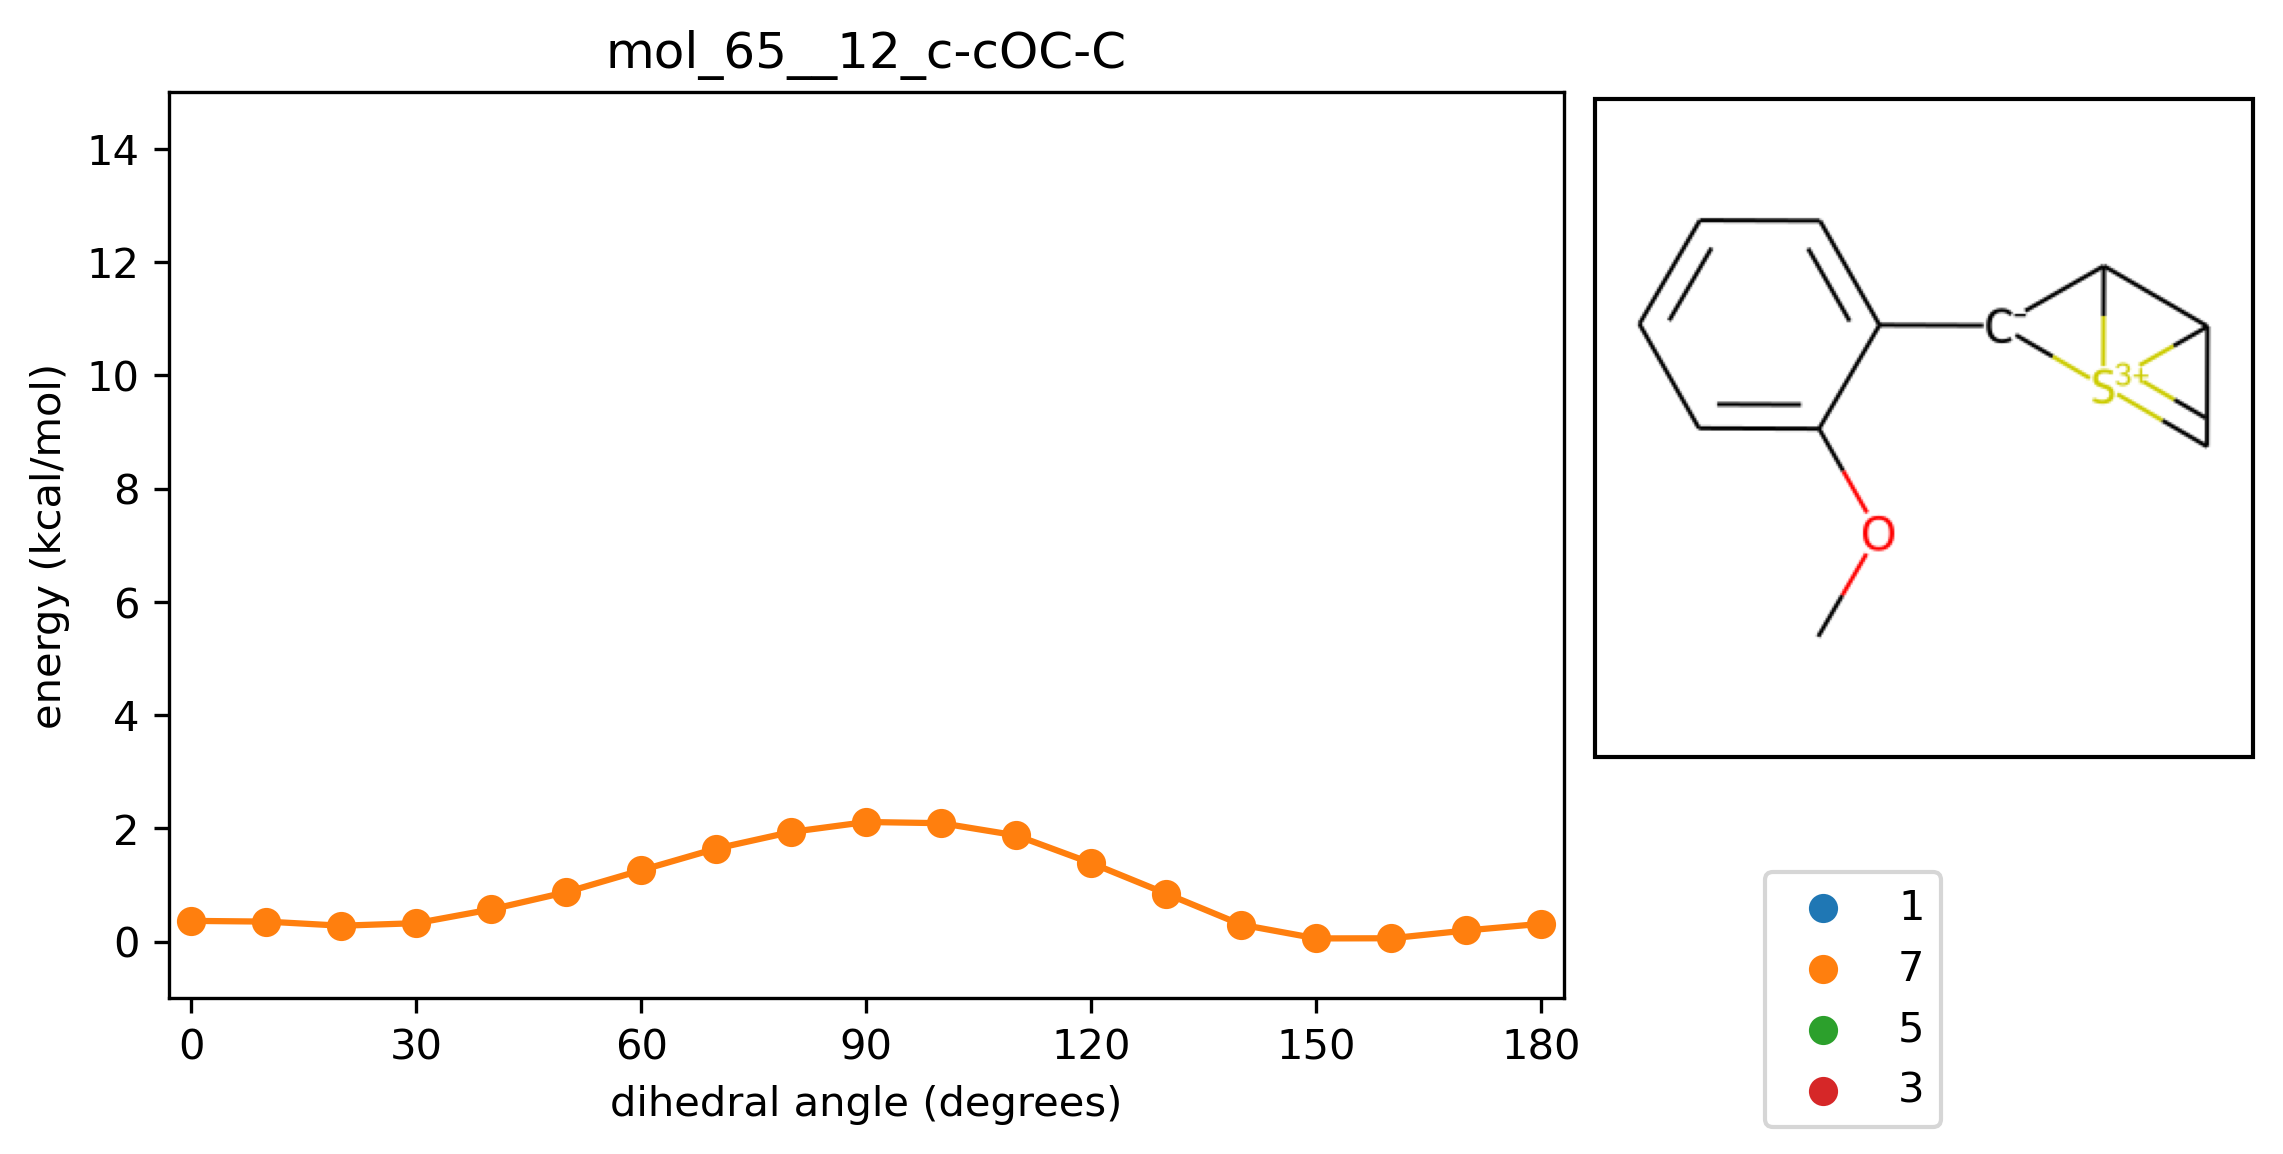 mol_65__12_c-cOC-C
14
12
10
8
6
4
2
0
energy (kcal/mol)
0 30 60 90 120 150 180
dihedral angle (degrees)
C⁻
S³⁺
O
1
7
5
3